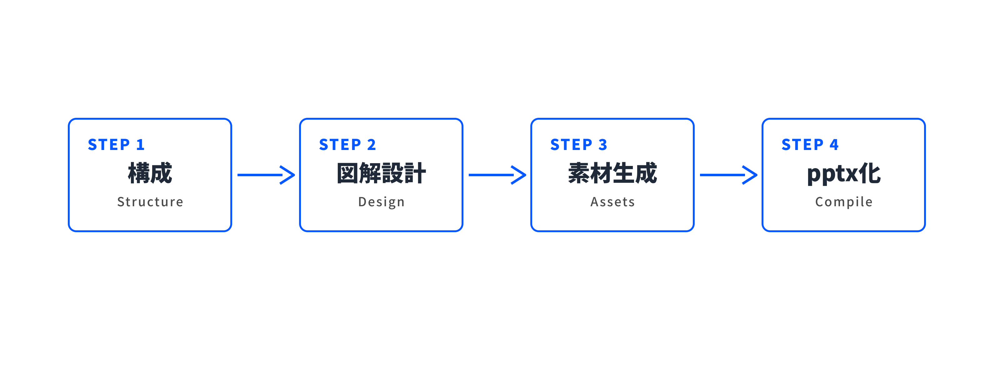 STEP 1
構成
Structure
STEP 2
図解設計
Design
STEP 3
素材生成
Assets
STEP 4
pptx化
Compile